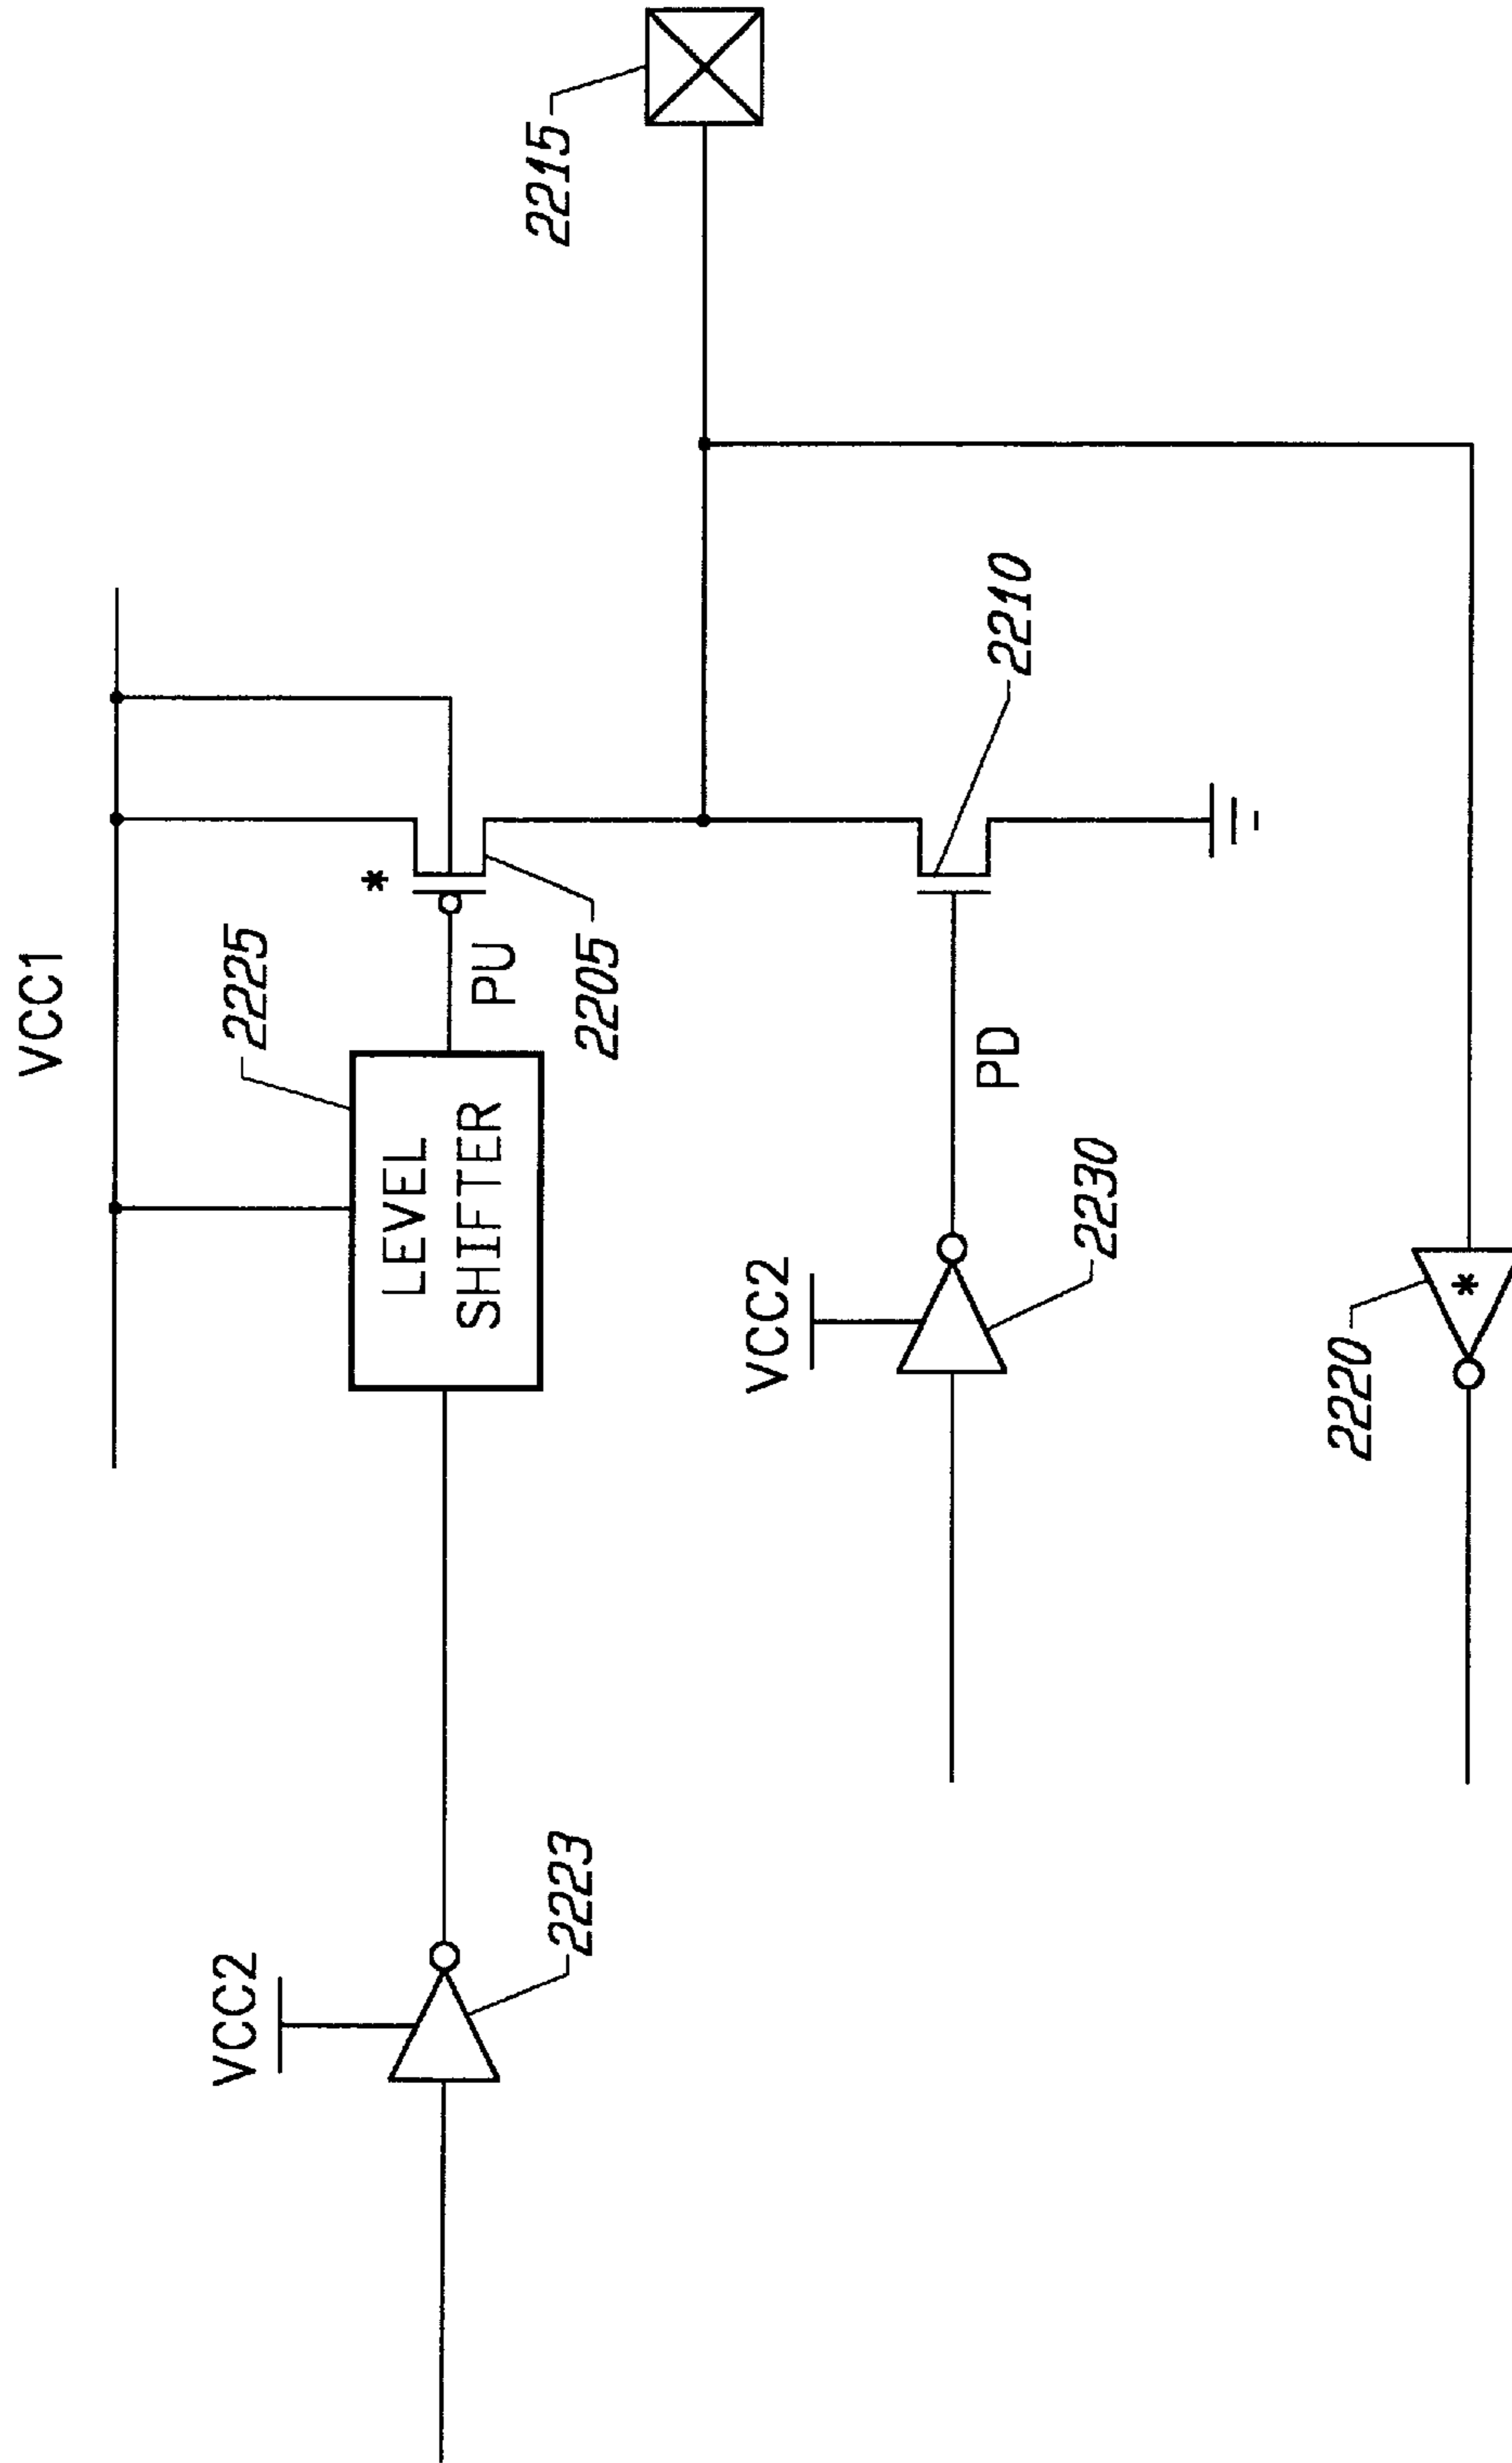 VCC1
2225
LEVEL
SHIFTER
*
PU
2205
2215
VCC2
2223
VCC2
PD
2210
2230
2220
*